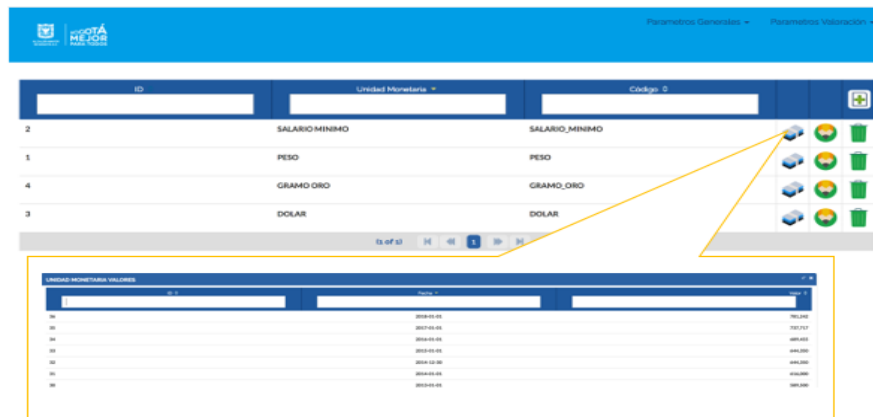 Parametros Generales
Parametros Valoración
BOGOTÁ
MEJOR
PARA TODOS
ID Unidad Monetaria Código
2 SALARIO MINIMO SALARIO_MINIMO
1 PESO PESO
4 GRAMO ORO GRAMO_ORO
3 DOLAR DOLAR
(1 of 1) 1
UNIDAD MONETARIA VALORES
ID Fecha Valor
36 2018-01-01 781,242
35 2017-01-01 737,717
34 2016-01-01 689,455
33 2015-01-01 644,350
32 2014-12-30 644,350
31 2014-01-01 616,000
30 2013-01-01 589,500